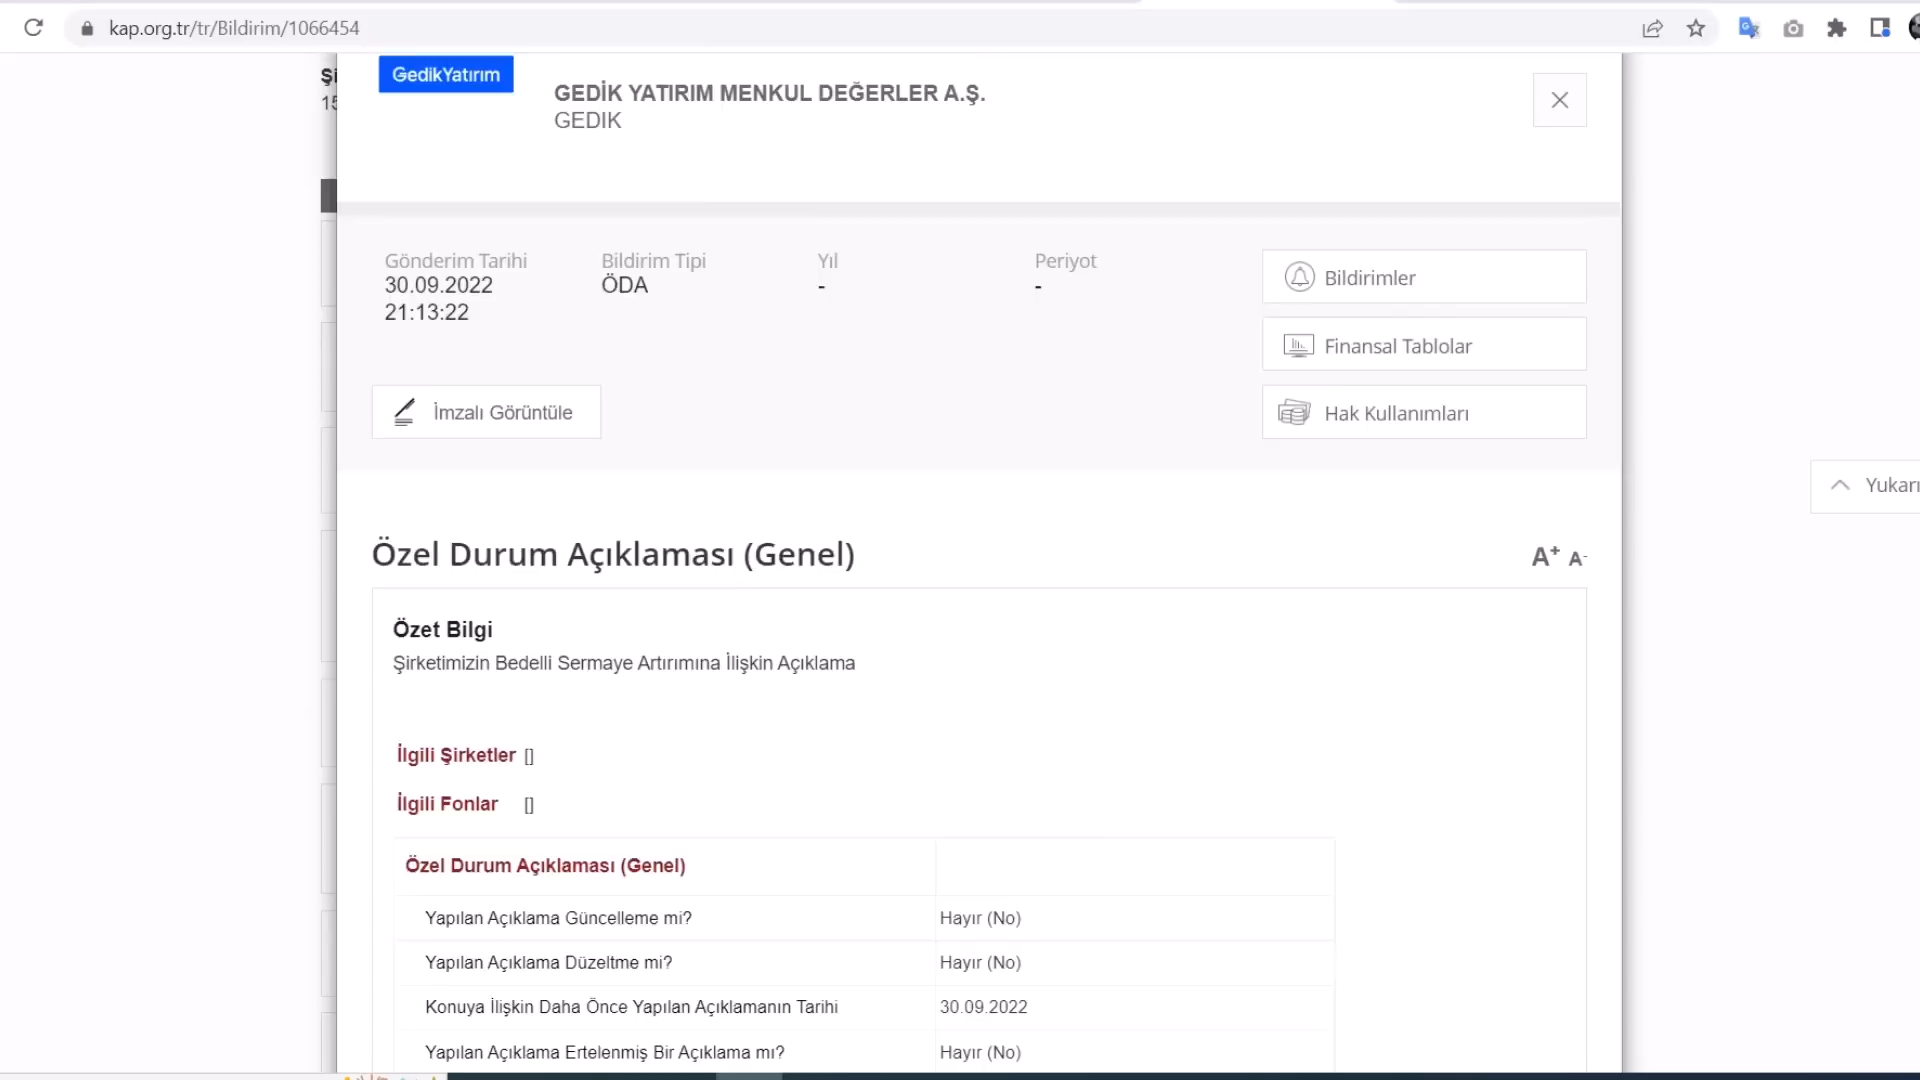 kap.org.tr/tr/Bildirim/1066454
GedikYatırım
GEDİK YATIRIM MENKUL DEĞERLER A.Ş.
GEDIK
Gönderim Tarihi
30.09.2022
21:13:22
Bildirim Tipi
ÖDA
Yıl
-
Periyot
-
Bildirimler
Finansal Tablolar
Hak Kullanımları
İmzalı Görüntüle
Yukarı
Özel Durum Açıklaması (Genel)
A+ A-
Özet Bilgi
Şirketimizin Bedelli Sermaye Artırımına İlişkin Açıklama
İlgili Şirketler []
İlgili Fonlar []
Özel Durum Açıklaması (Genel)
Yapılan Açıklama Güncelleme mi? Hayır (No)
Yapılan Açıklama Düzeltme mi? Hayır (No)
Konuya İlişkin Daha Önce Yapılan Açıklamanın Tarihi 30.09.2022
Yapılan Açıklama Ertelenmiş Bir Açıklama mı? Hayır (No)